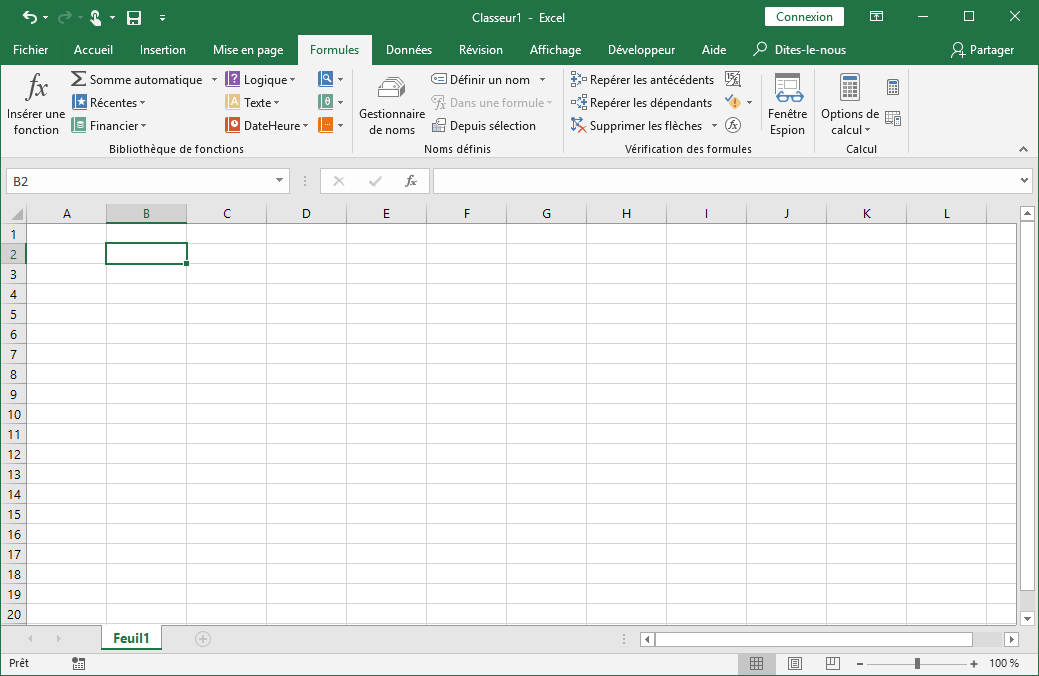 Classeur1 - Excel
Connexion
Fichier Accueil Insertion Mise en page Formules Données Révision Affichage Développeur Aide Dites-le-nous Partager
fx
Insérer une
fonction
Somme automatique
Récentes
Financier
Logique
Texte
DateHeure
Bibliothèque de fonctions
Gestionnaire
de noms
Définir un nom
Dans une formule
Depuis sélection
Noms définis
Repérer les antécédents
Repérer les dépendants
Supprimer les flèches
Vérification des formules
Fenêtre
Espion
Options de
calcul
Calcul
B2
fx
A B C D E F G H I J K L
1
2
3
4
5
6
7
8
9
10
11
12
13
14
15
16
17
18
19
20
Feuil1
Prêt
100 %